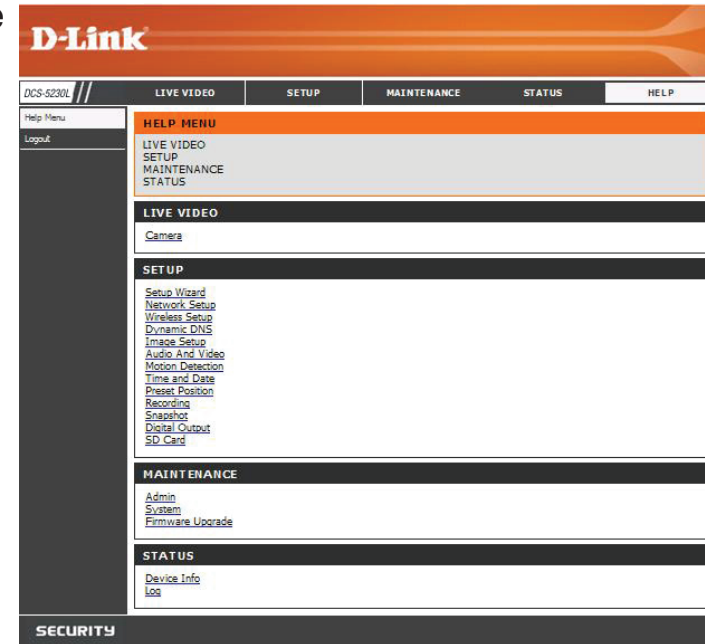 e
D-Link
DCS-5230L // LIVE VIDEO SETUP MAINTENANCE STATUS HELP
Help Menu
Logout
HELP MENU
LIVE VIDEO
SETUP
MAINTENANCE
STATUS
LIVE VIDEO
Camera
SETUP
Setup Wizard
Network Setup
Wireless Setup
Dynamic DNS
Image Setup
Audio And Video
Motion Detection
Time and Date
Preset Position
Recording
Snapshot
Digital Output
SD Card
MAINTENANCE
Admin
System
Firmware Upgrade
STATUS
Device Info
Log
SECURITY